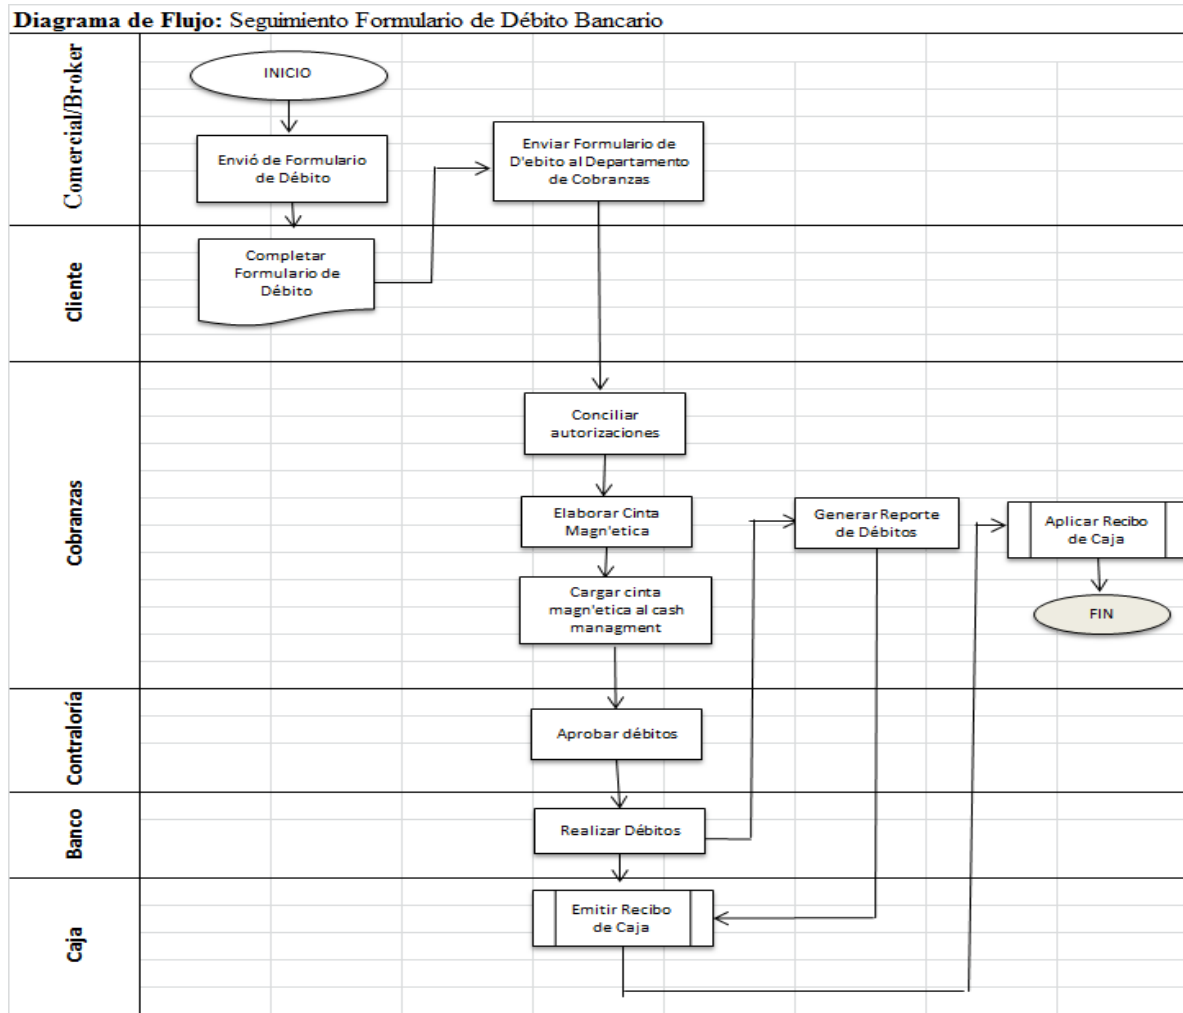 Diagrama de Flujo: Seguimiento Formulario de Débito Bancario
Comercial/Broker
INICIO
Envió de Formulario
de Débito
Enviar Formulario de
D'ebito al Departamento
de Cobranzas
Cliente
Completar
Formulario de
Débito
Cobranzas
Conciliar
autorizaciones
Elaborar Cinta
Magn'etica
Cargar cinta
magn'etica al cash
managment
Generar Reporte
de Débitos
Aplicar Recibo
de Caja
FIN
Contraloría
Aprobar débitos
Banco
Realizar Débitos
Caja
Emitir Recibo
de Caja